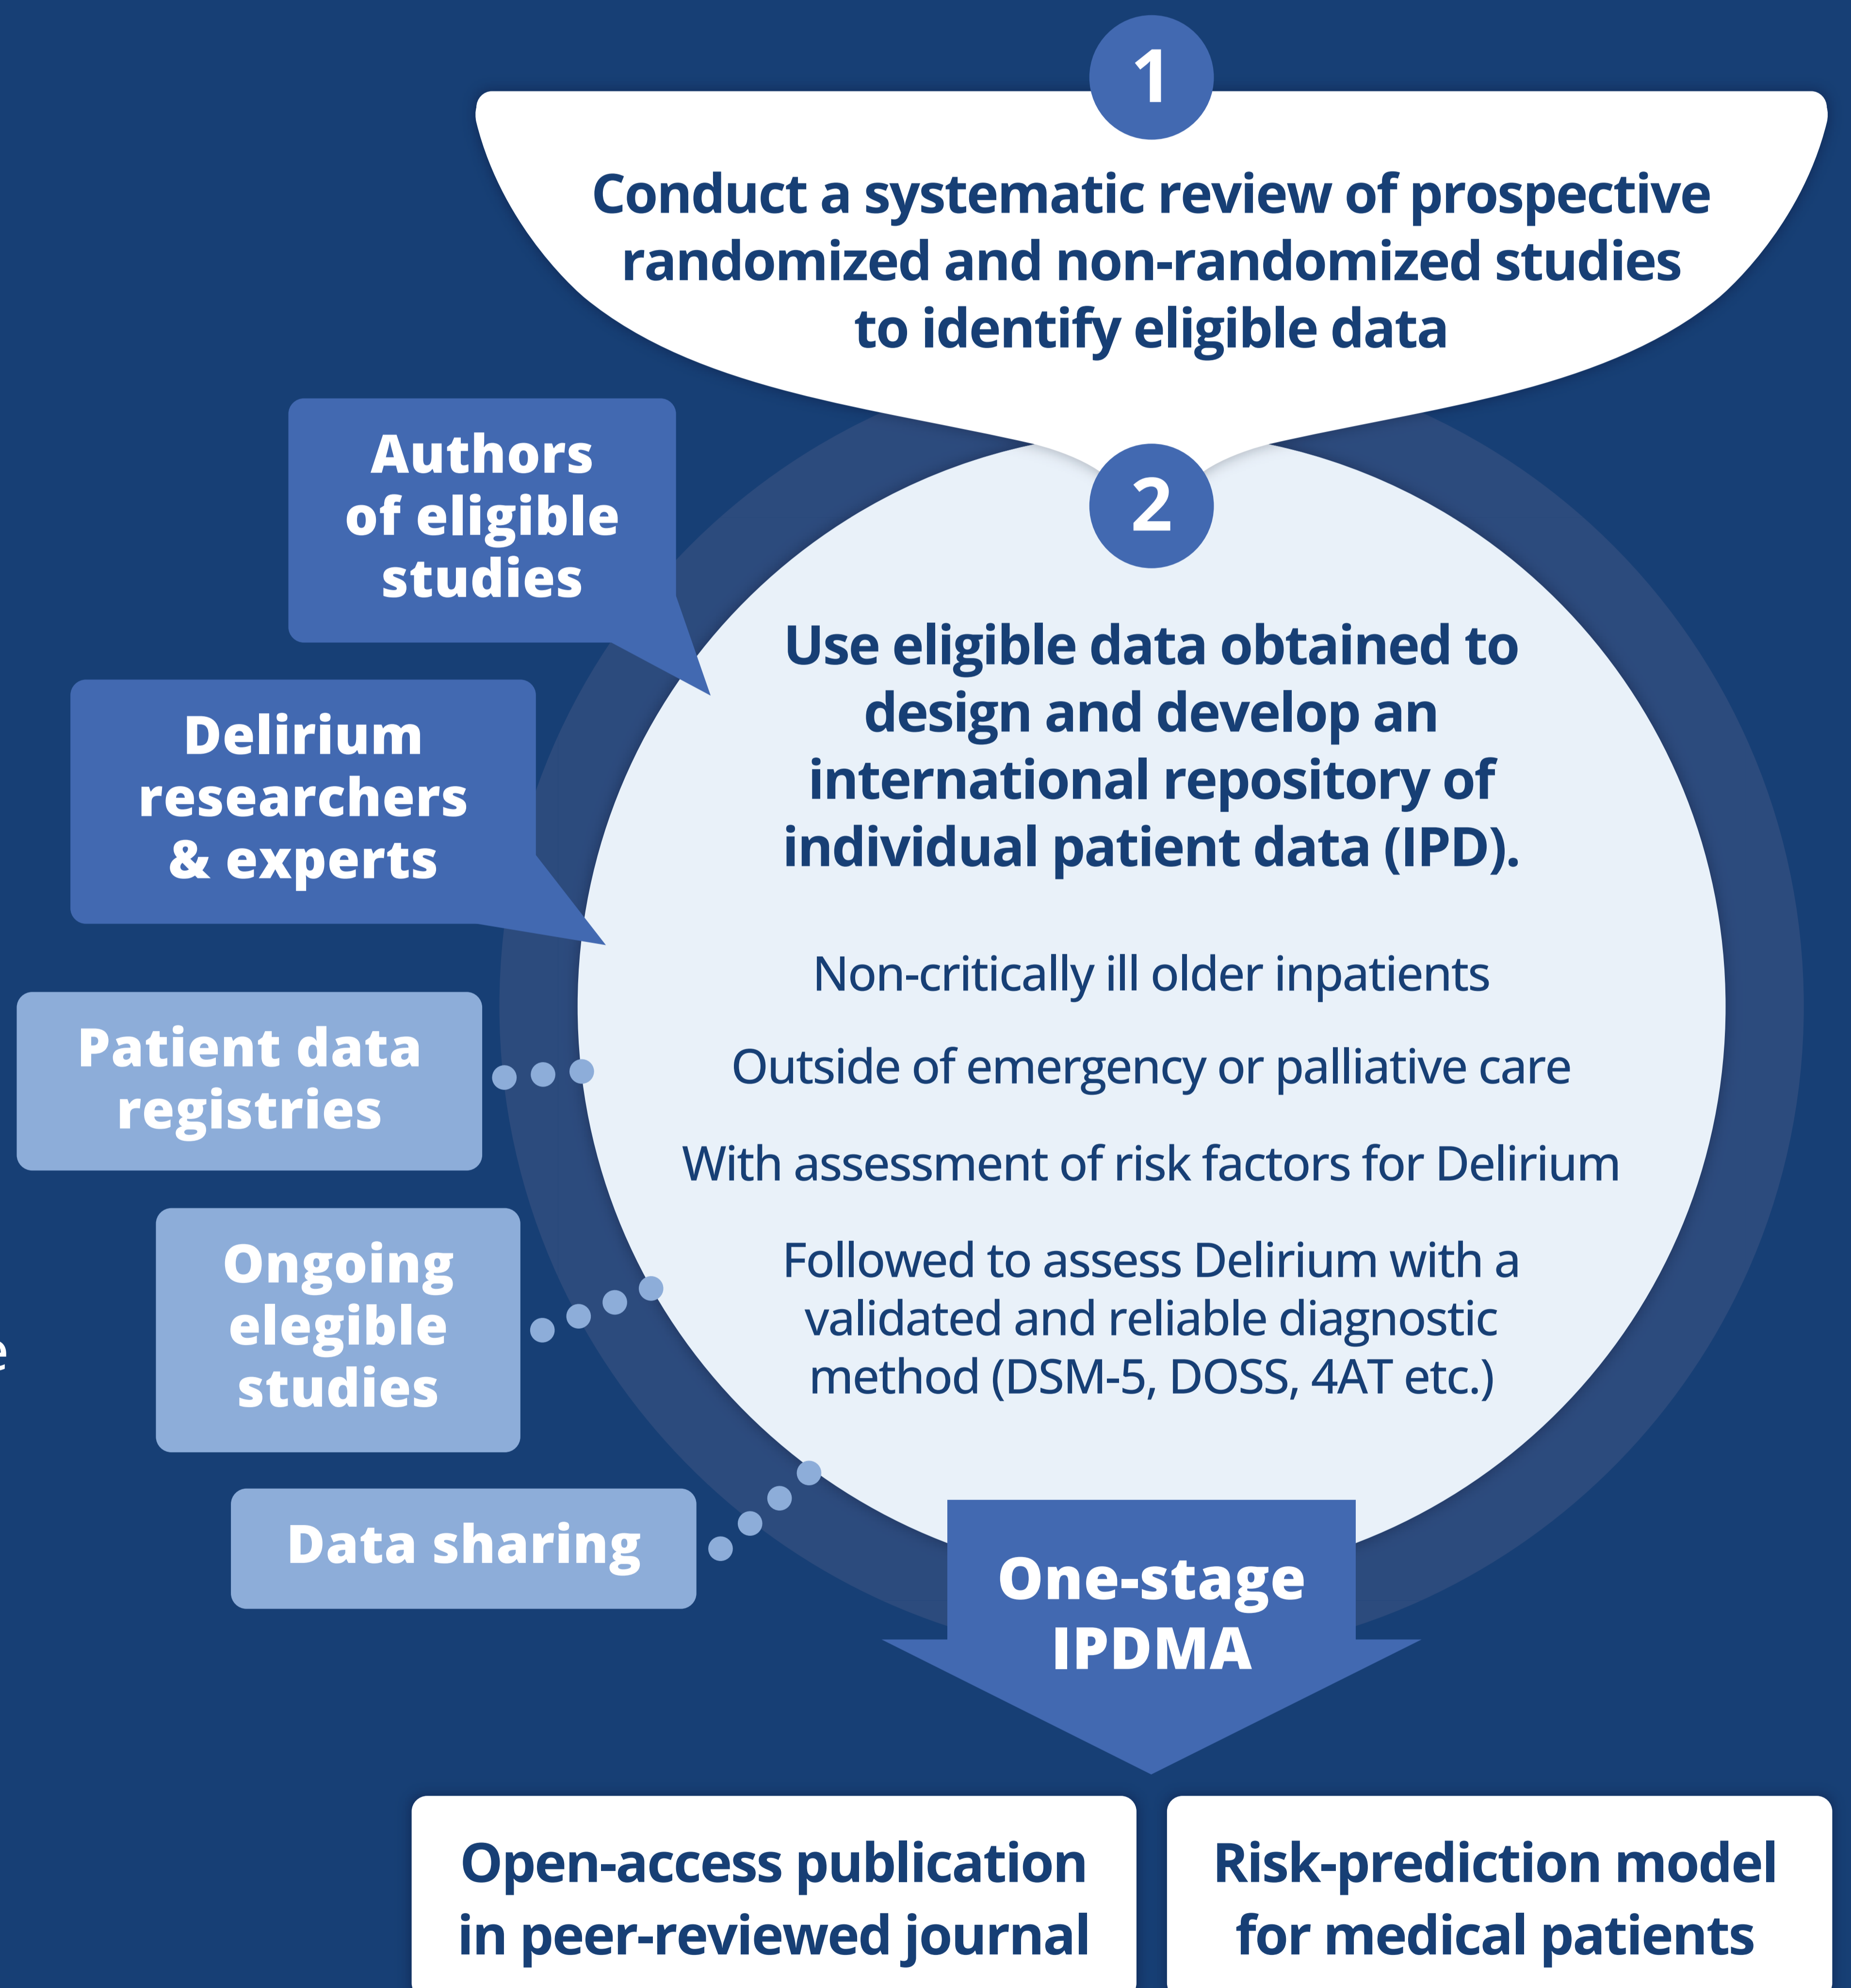 1
Conduct a systematic review of prospective
randomized and non-randomized studies
to identify eligible data
Authors
of eligible
studies
Delirium
researchers
& experts
Patient data
registries
Ongoing
elegible
studies
Data sharing
2
Use eligible data obtained to
design and develop an
international repository of
individual patient data (IPD).
Non-critically ill older inpatients
Outside of emergency or palliative care
With assessment of risk factors for Delirium
Followed to assess Delirium with a
validated and reliable diagnostic
method (DSM-5, DOSS, 4AT etc.)
One-stage
IPDMA
Open-access publication
in peer-reviewed journal
Risk-prediction model
for medical patients